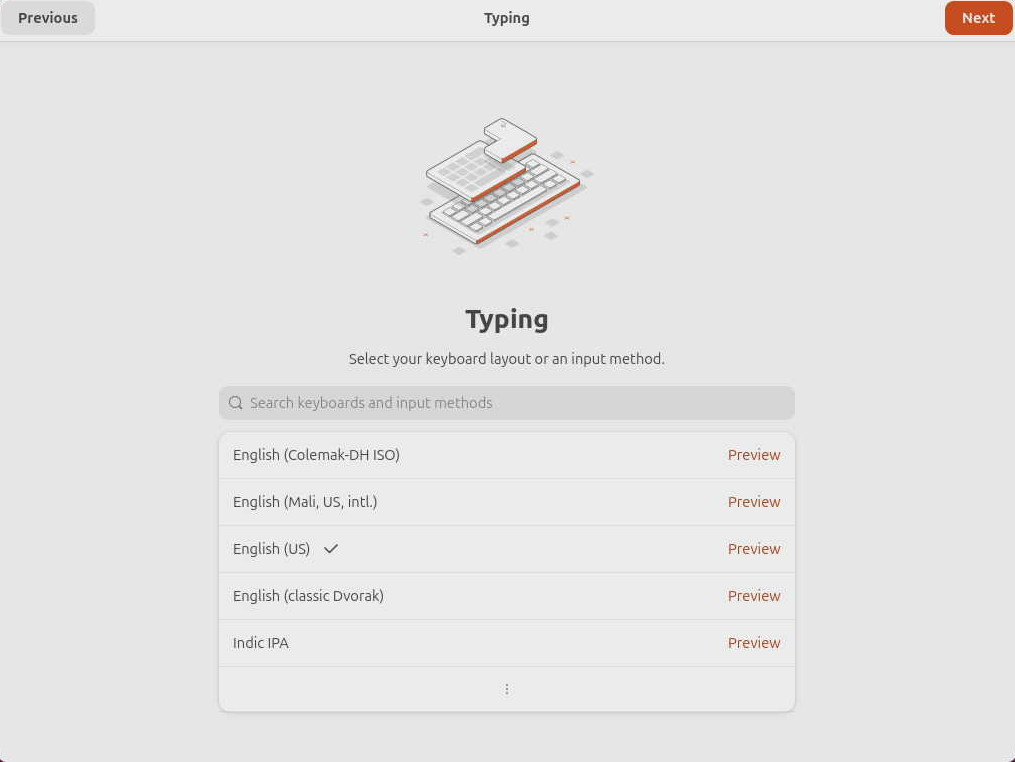 Previous
Typing
Next
Typing
Select your keyboard layout or an input method.
Search keyboards and input methods
English (Colemak-DH ISO) Preview
English (Mali, US, intl.) Preview
English (US) Preview
English (classic Dvorak) Preview
Indic IPA Preview